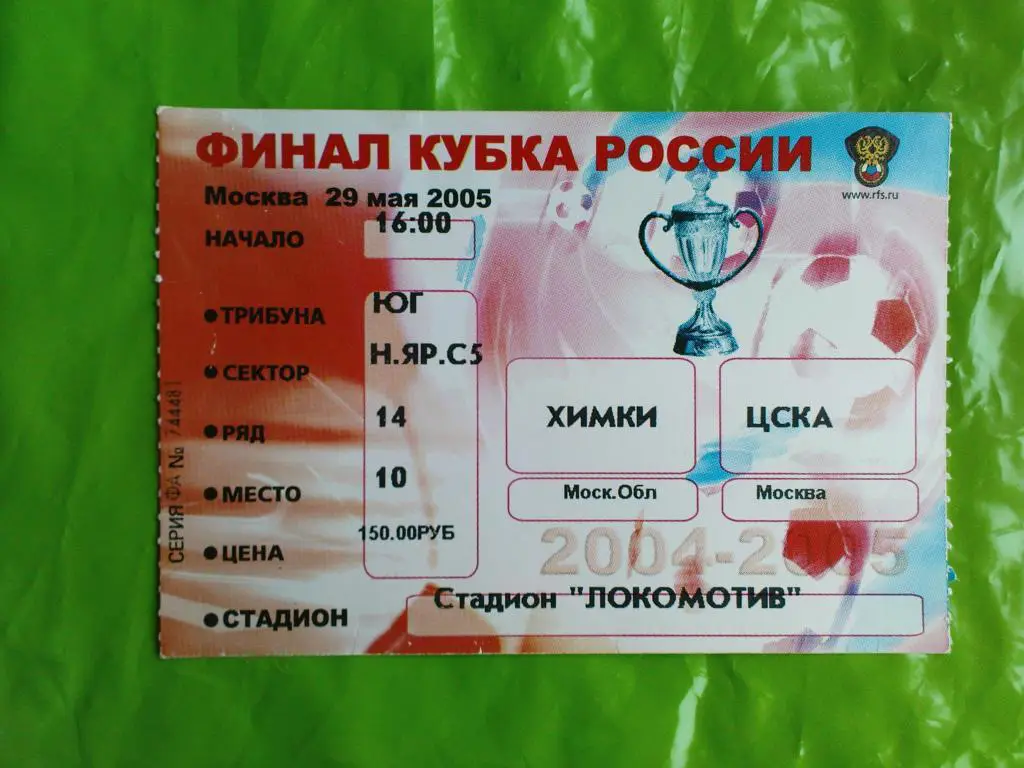 ФИНАЛ КУБКА РОССИИ
www.rfs.ru
Москва 29 мая 2005
НАЧАЛО 16:00
ТРИБУНА ЮГ
СЕКТОР Н.ЯР.С5
РЯД 14
МЕСТО 10
ЦЕНА 150.00РУБ
ХИМКИ ЦСКА
Моск.Обл Москва
2004-2005
СТАДИОН Стадион "ЛОКОМОТИВ"
СЕРИЯ ФА № 744481